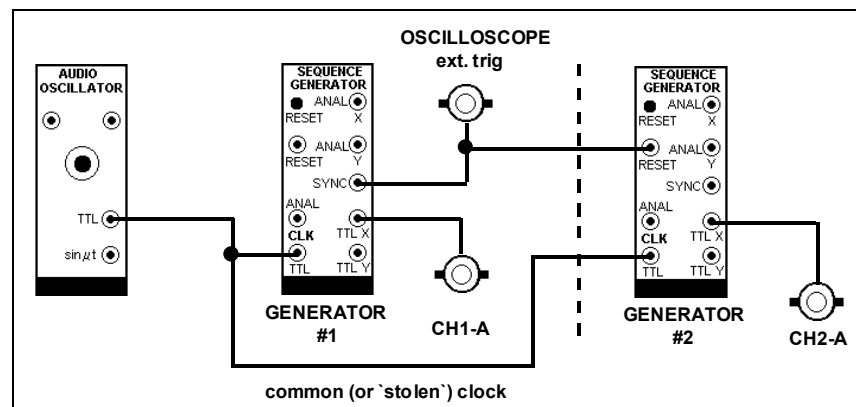 OSCILLOSCOPE
ext. trig
AUDIO
OSCILLATOR
TTL
sinμt
SEQUENCE
GENERATOR
ANAL
X
RESET
ANAL
RESET
Y
SYNC
ANAL
CLK
TTL X
TTL
TTL Y
GENERATOR
#1
CH1-A
SEQUENCE
GENERATOR
ANAL
X
RESET
ANAL
RESET
Y
SYNC
ANAL
CLK
TTL X
TTL
TTL Y
GENERATOR
#2
CH2-A
common (or `stolen`) clock